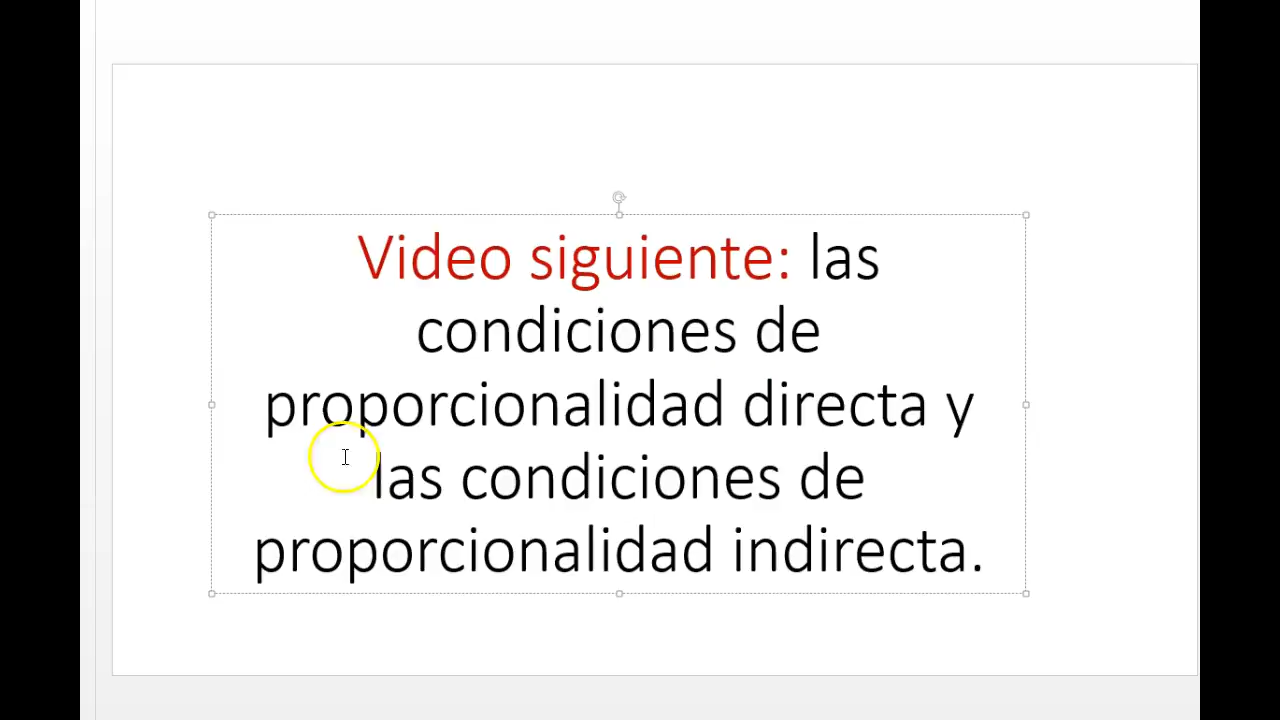 Video siguiente: las
condiciones de
proporcionalidad directa y
las condiciones de
proporcionalidad indirecta.